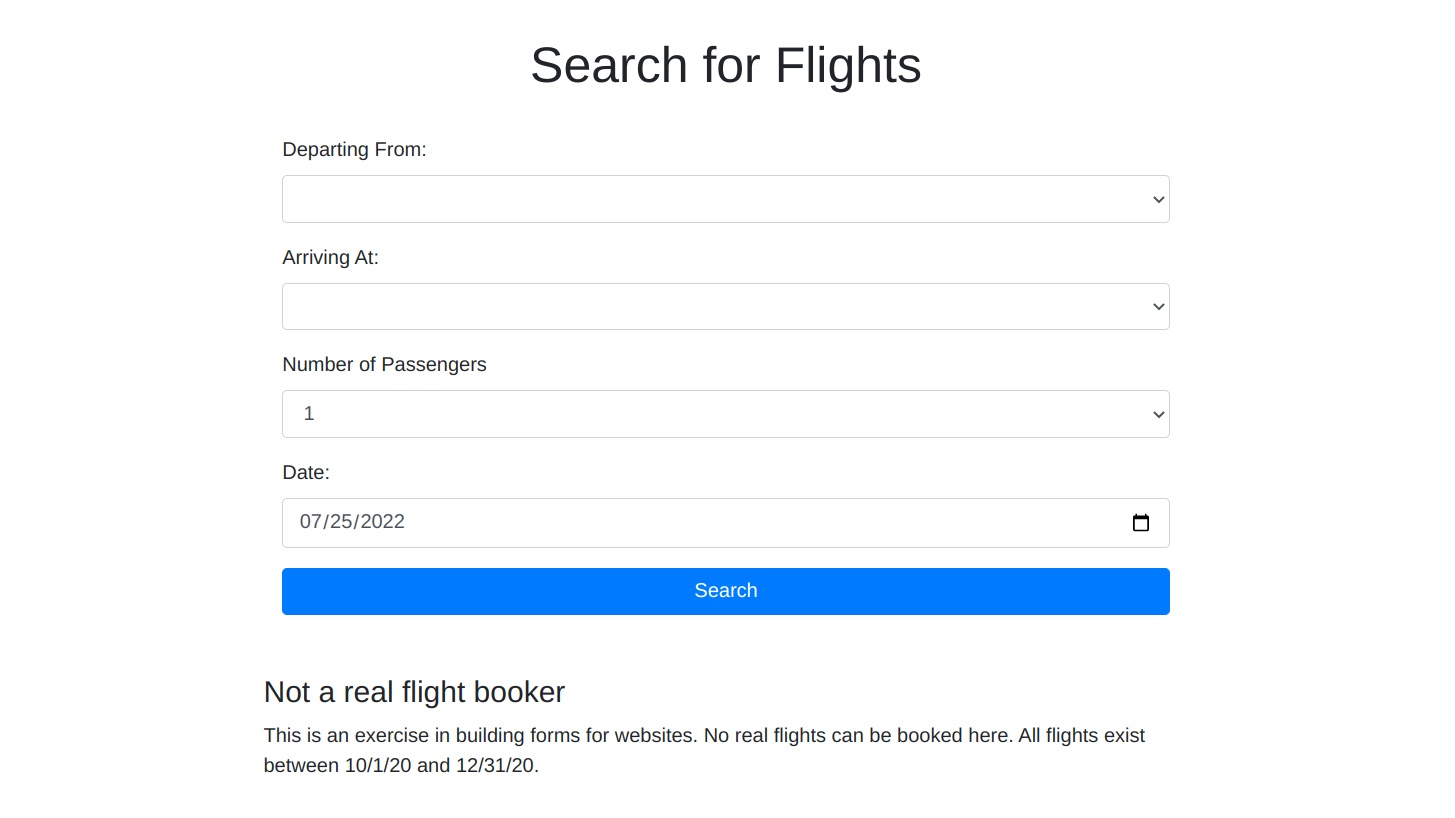 Search for Flights
Departing From:
Arriving At:
Number of Passengers
1
Date:
07/25/2022
Search
Not a real flight booker
This is an exercise in building forms for websites. No real flights can be booked here. All flights exist
between 10/1/20 and 12/31/20.